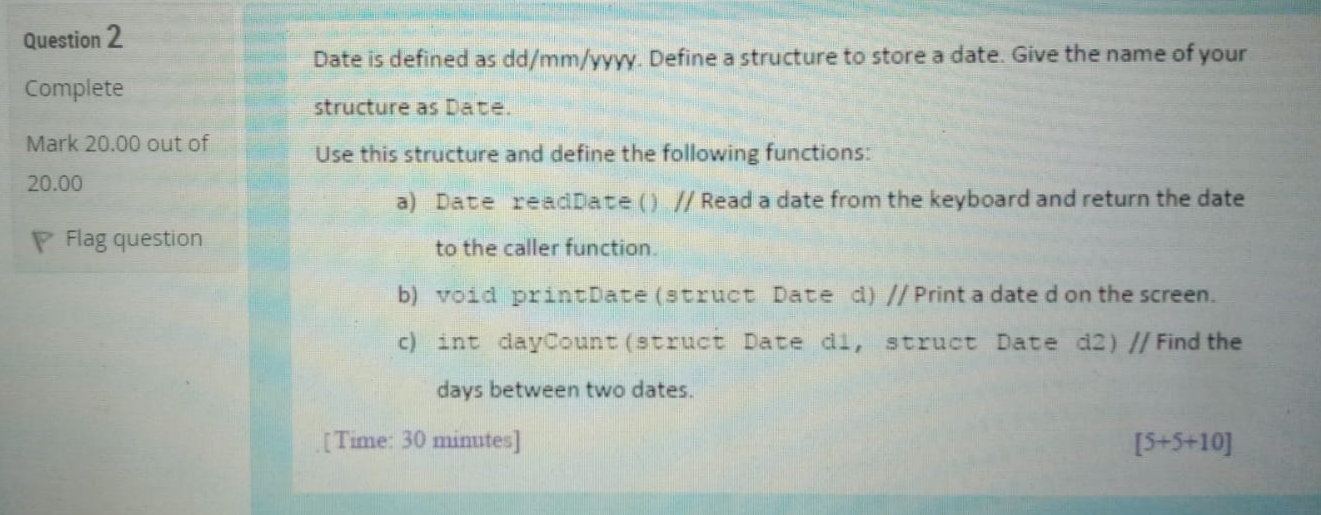 Question 2
Complete
Mark 20.00 out of
20.00
Flag question
Date is defined as dd/mm/yyyy. Define a structure to store a date. Give the name of your
structure as Date.
Use this structure and define the following functions:
a) Date readDate() // Read a date from the keyboard and return the date
to the caller function.
b) void printDate(struct Date d) // Print a date d on the screen.
c) int dayCount(struct Date d1, struct Date d2) // Find the
days between two dates.
[Time: 30 minutes] [5+5+10]